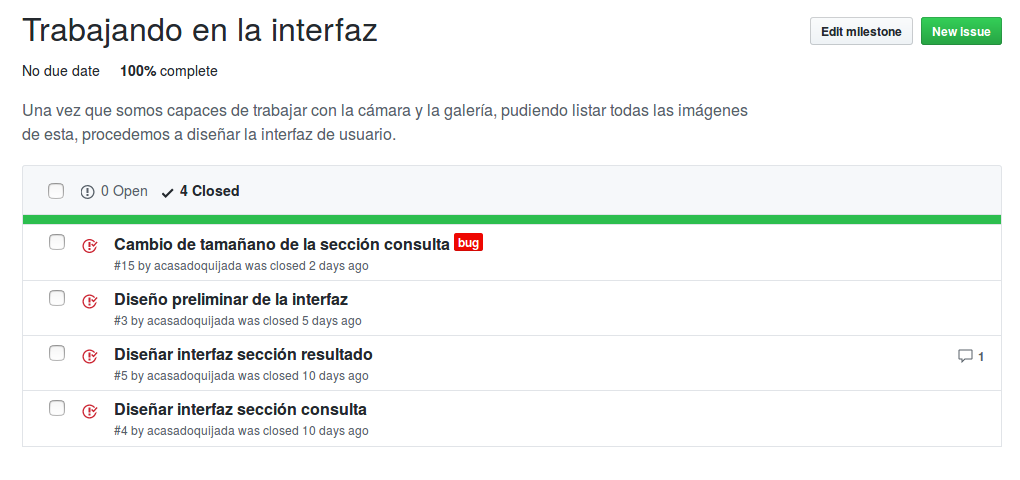 Trabajando en la interfaz
Edit milestone
New issue
No due date 100% complete
Una vez que somos capaces de trabajar con la cámara y la galería, pudiendo listar todas las imágenes
de esta, procedemos a diseñar la interfaz de usuario.
0 Open 4 Closed
Cambio de tamañano de la sección consulta bug
#15 by acasadoquijada was closed 2 days ago
Diseño preliminar de la interfaz
#3 by acasadoquijada was closed 5 days ago
Diseñar interfaz sección resultado 1
#5 by acasadoquijada was closed 10 days ago
Diseñar interfaz sección consulta
#4 by acasadoquijada was closed 10 days ago